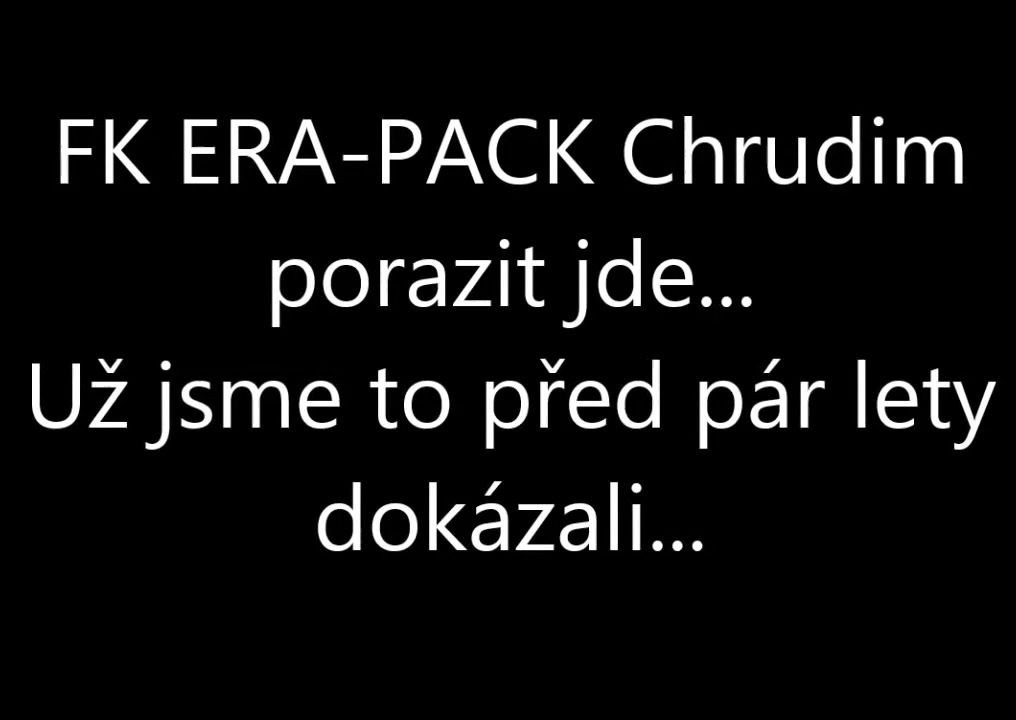 FK ERA-PACK Chrudim
porazit jde...
Už jsme to před pár lety
dokázali...